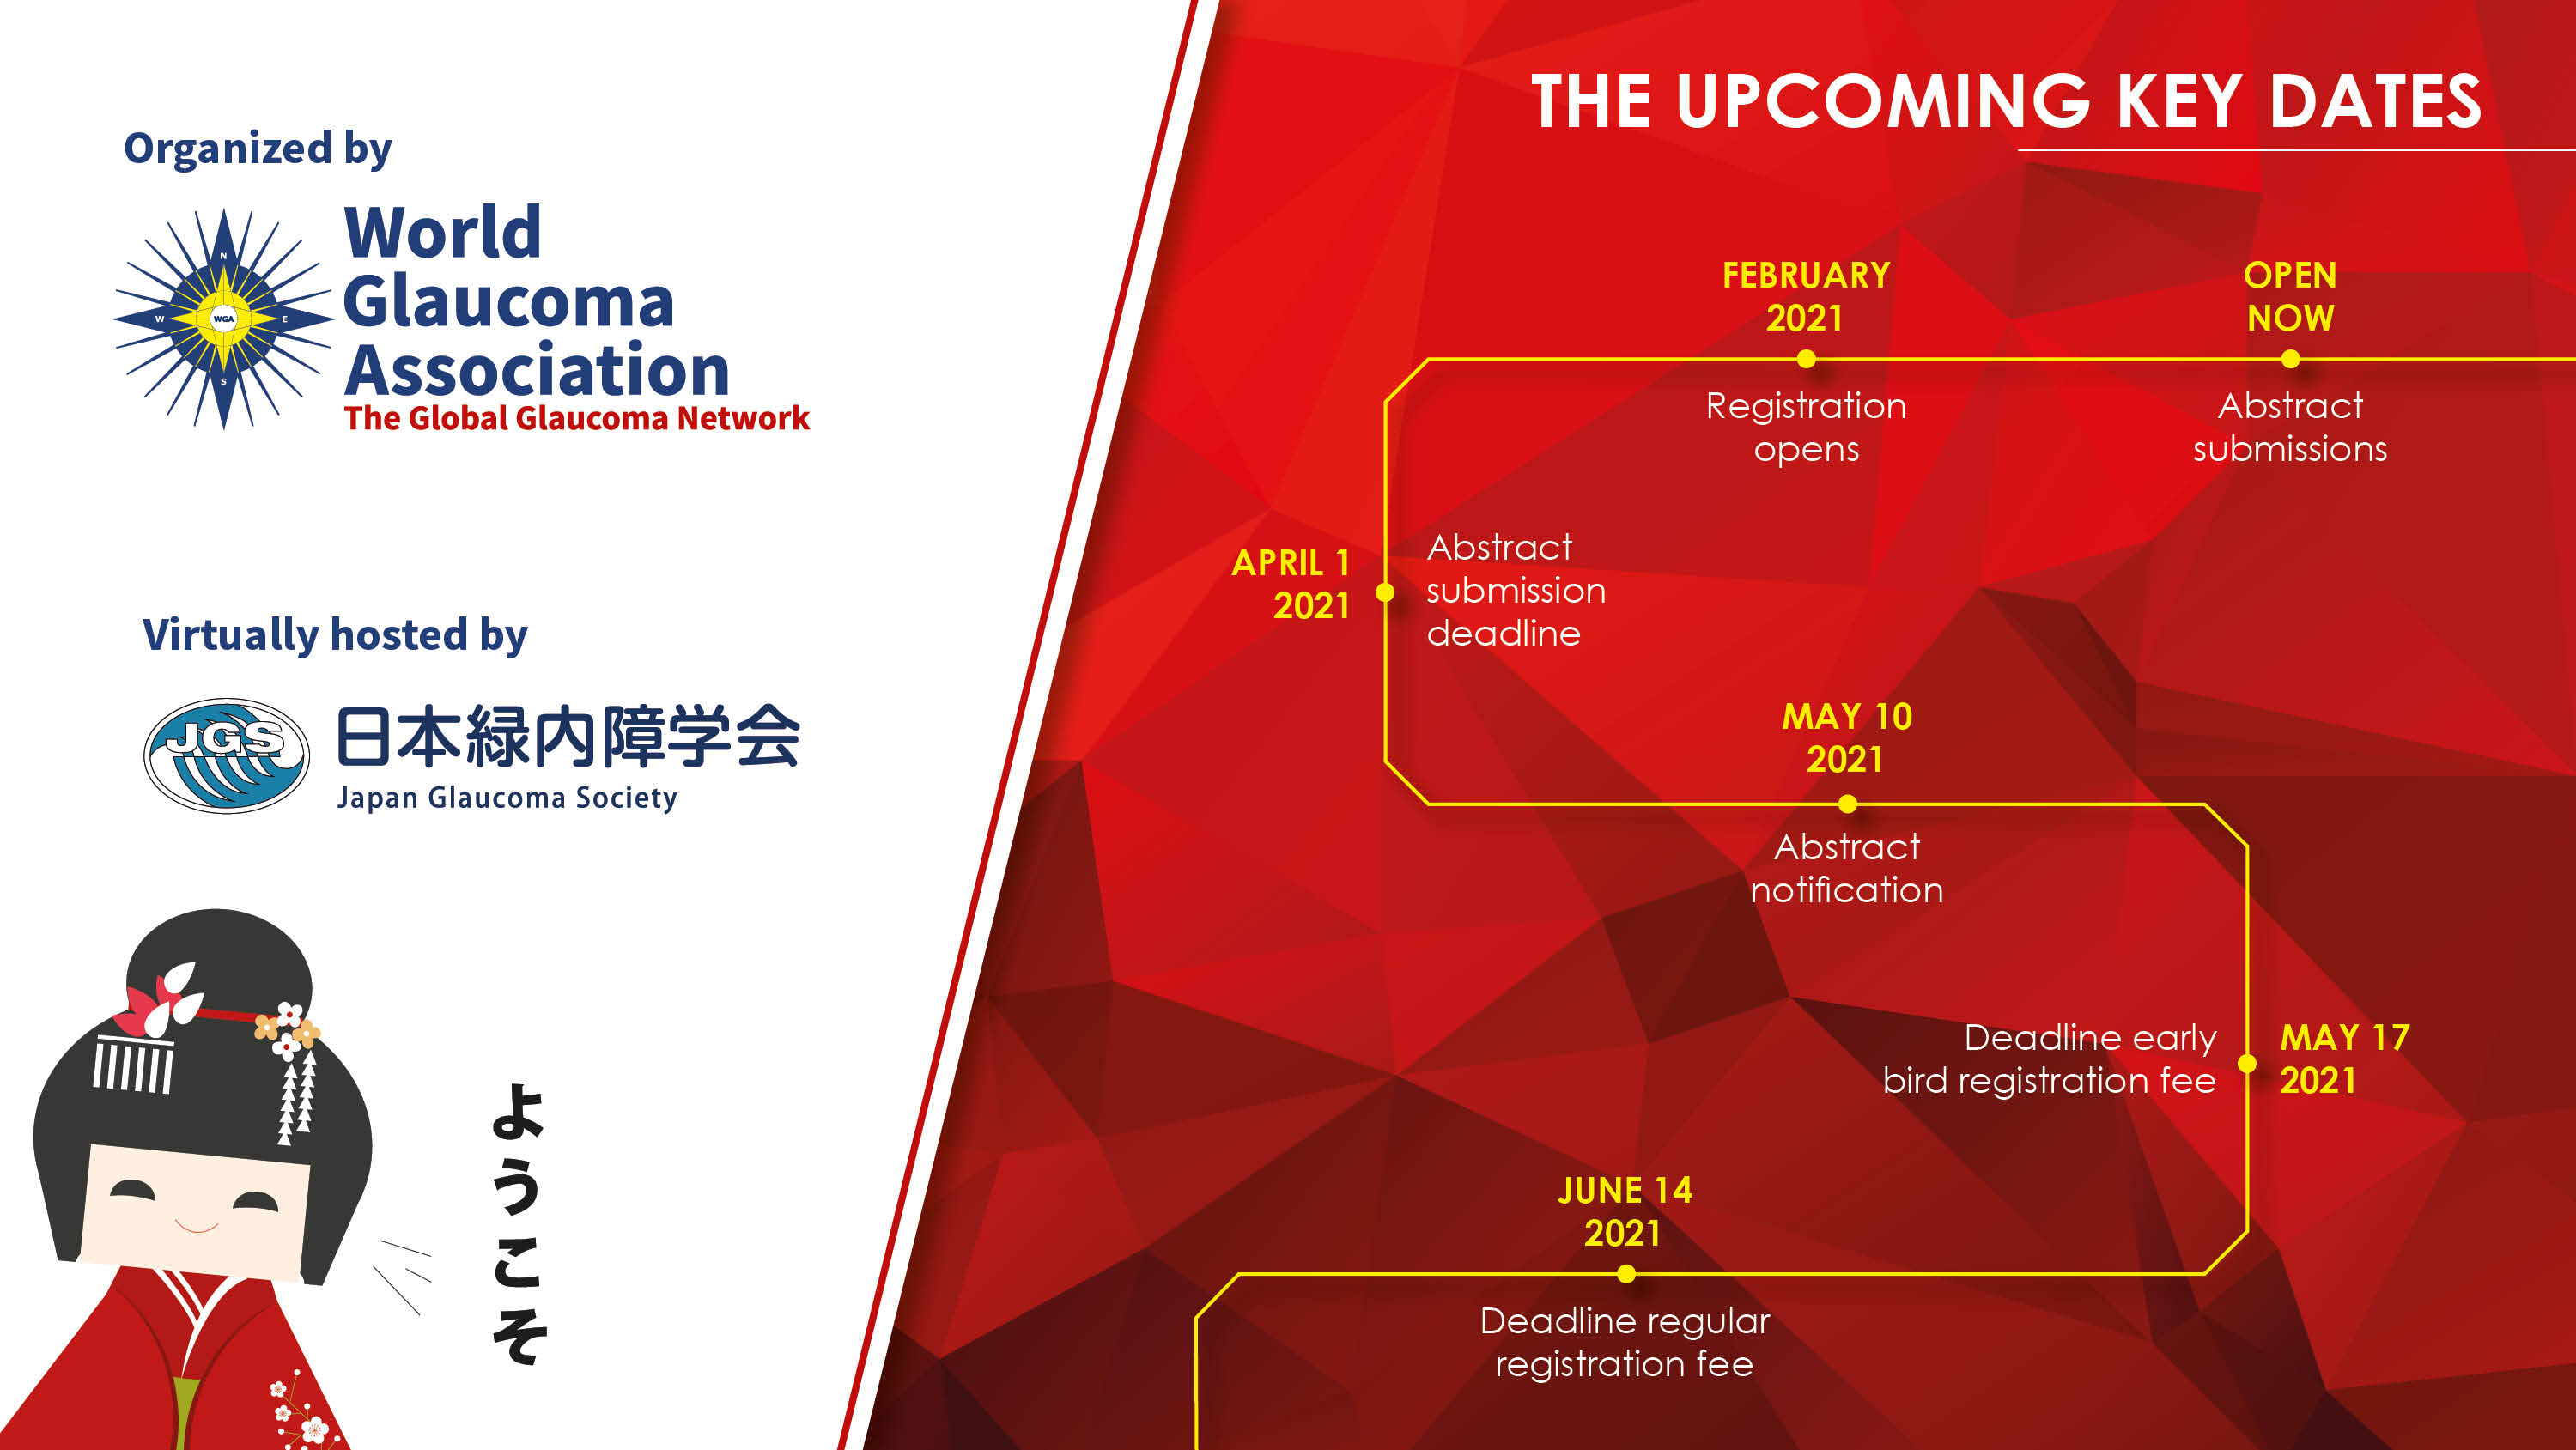 Organized by
N
W
WGA
E
S
World
Glaucoma
Association
The Global Glaucoma Network
Virtually hosted by
JGS
日本緑内障学会
Japan Glaucoma Society
ようこそ
THE UPCOMING KEY DATES
OPEN
NOW
Abstract
submissions
FEBRUARY
2021
Registration
opens
APRIL 1
2021
Abstract
submission
deadline
MAY 10
2021
Abstract
notification
MAY 17
2021
Deadline early
bird registration fee
JUNE 14
2021
Deadline regular
registration fee